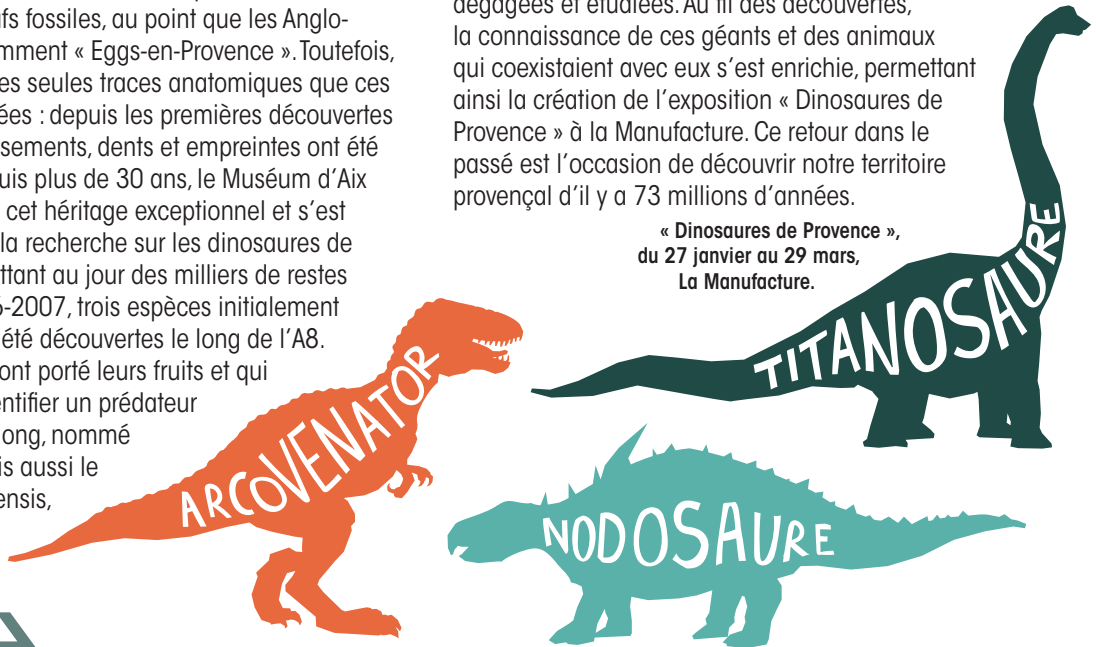 fs fossiles, au point que les Anglo-
mment « Eggs-en-Provence ». Toutefois,
es seules traces anatomiques que ces
ées : depuis les premières découvertes
sements, dents et empreintes ont été
uis plus de 30 ans, le Muséum d’Aix
cet héritage exceptionnel et s’est
la recherche sur les dinosaures de
ttant au jour des milliers de restes
6-2007, trois espèces initialement
été découvertes le long de l’A8.
ont porté leurs fruits et qui
entifier un prédateur
ong, nommé
is aussi le
ensis,
dégagées et étudiées. Au fil des découvertes,
la connaissance de ces géants et des animaux
qui coexistaient avec eux s’est enrichie, permettant
ainsi la création de l’exposition « Dinosaures de
Provence » à la Manufacture. Ce retour dans le
passé est l’occasion de découvrir notre territoire
provençal d’il y a 73 millions d’années.
« Dinosaures de Provence »,
du 27 janvier au 29 mars,
La Manufacture.
TITANOSAURE
ARCOVENATOR
NODOSAURE